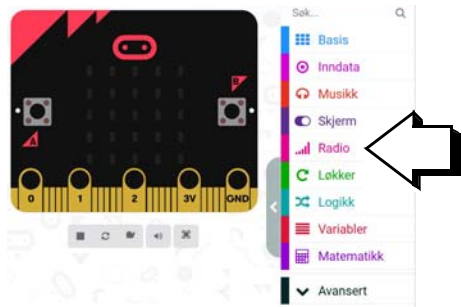 Søk...
Basis
Inndata
Musikk
Skjerm
Radio
Løkker
Logikk
Variabler
Matematikk
Avansert
A
B
0 1 2 3V GND